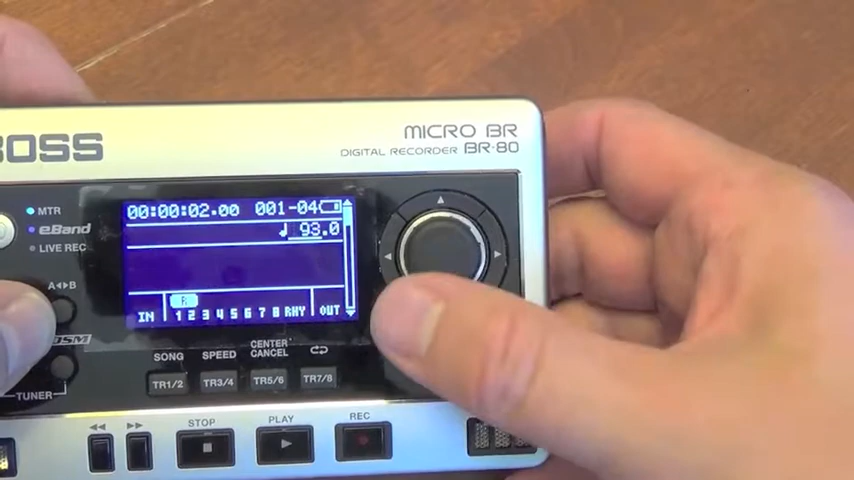 BOSS
MICRO BR
DIGITAL RECORDER BR-80
MTR
eBand
LIVE REC
A◄►B
TUNER
00:00:02.00 001-04
♩ 93.0
R
IN 1 2 3 4 5 6 7 8 RHY OUT
SONG SPEED CENTER CANCEL
TR1/2 TR3/4 TR5/6 TR7/8
STOP PLAY REC